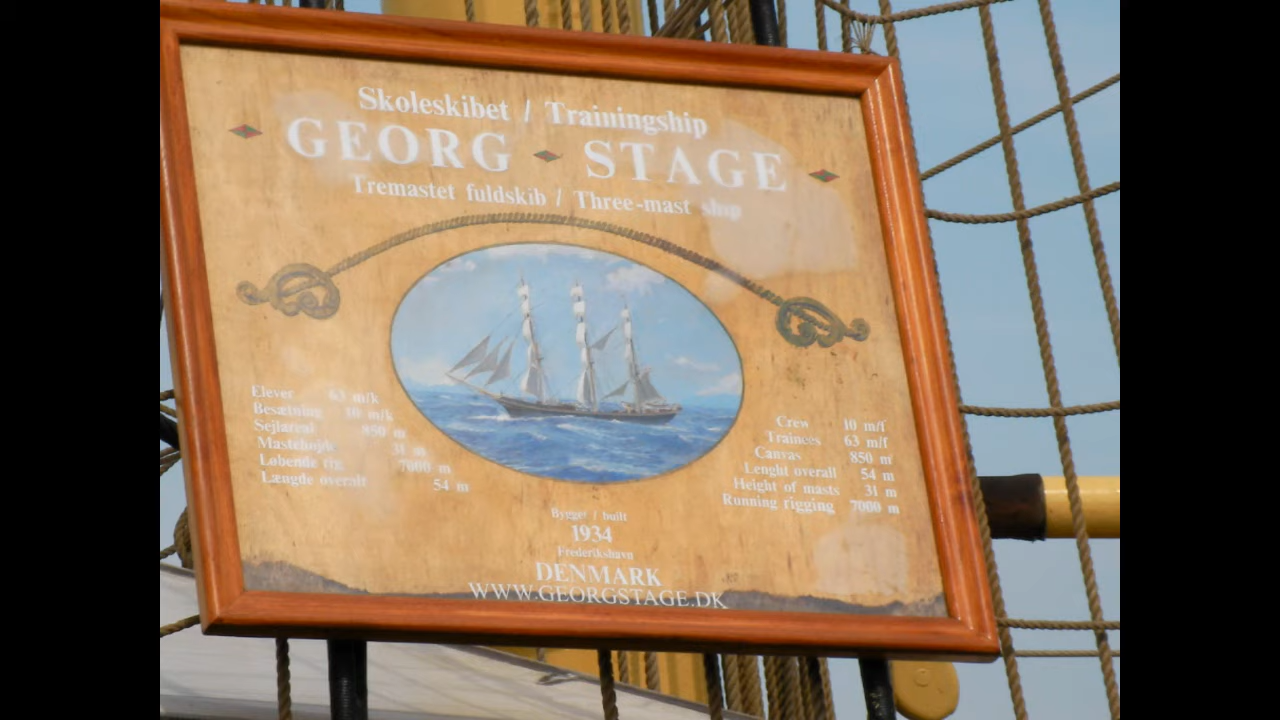 Skoleskibet / Trainingship
GEORG STAGE
Tremastet fuldskib / Three-mast ship
Elever 63 m/k
Besætning 10 m/k
Sejlareal 850 m
Mastehøjde 31 m
Løbende rig. 7000 m
Længde overalt 54 m
Crew 10 m/f
Trainees 63 m/f
Canvas 850 m
Lenght overall 54 m
Height of masts 31 m
Running rigging 7000 m
Bygget / built
1934
Frederikshavn
DENMARK
WWW.GEORGSTAGE.DK